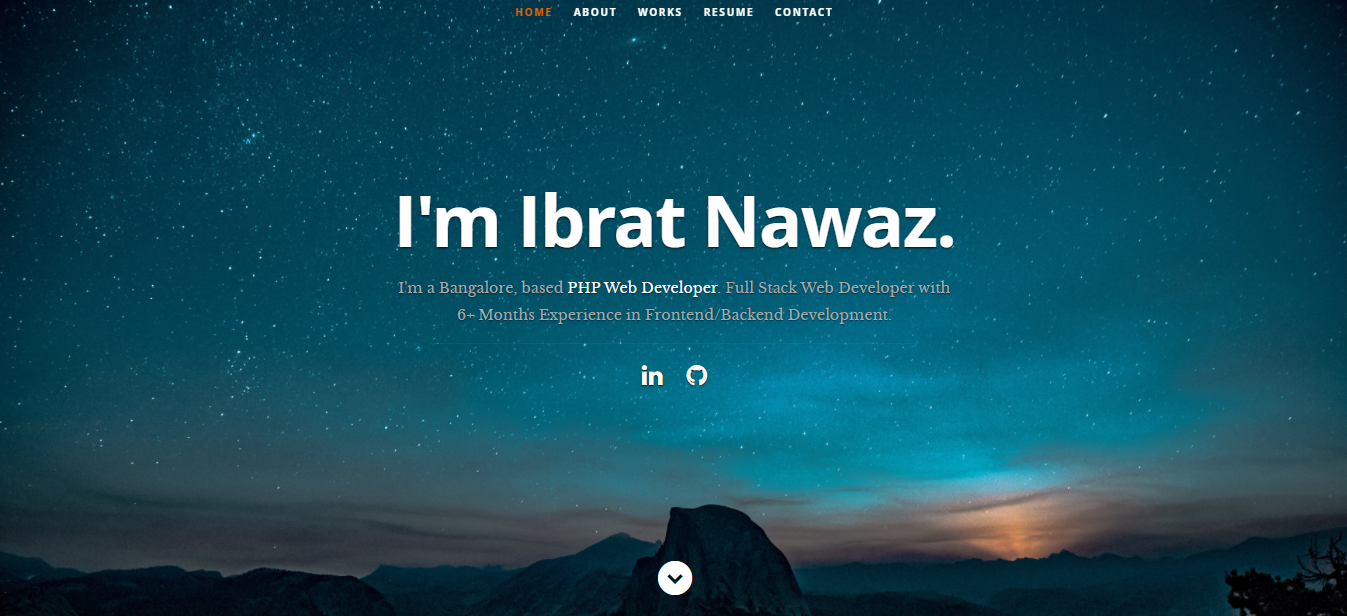 HOME ABOUT WORKS RESUME CONTACT
I'm Ibrat Nawaz.
I'm a Bangalore, based PHP Web Developer. Full Stack Web Developer with
6+ Months Experience in Frontend/Backend Development.
in